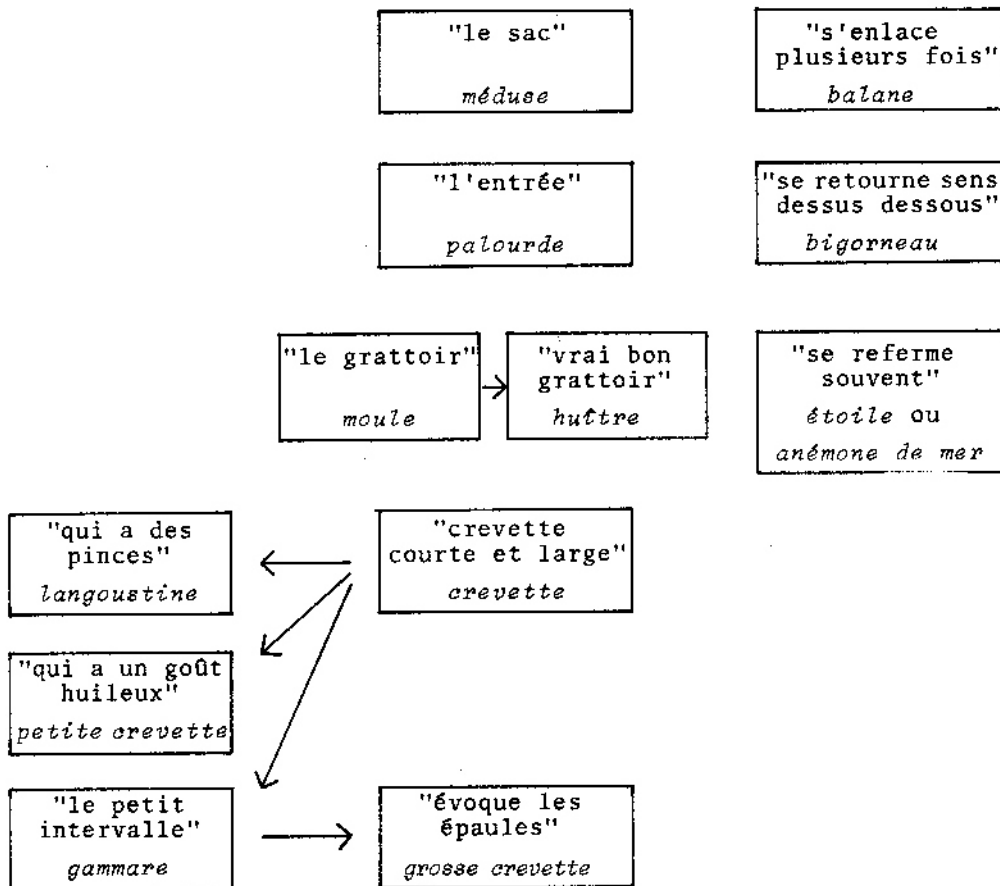 "le sac"
méduse
"s'enlace
plusieurs fois"
balane
"l'entrée"
palourde
"se retourne sens
dessus dessous"
bigorneau
"le grattoir"
moule
"vrai bon
grattoir"
huître
"se referme
souvent"
étoile ou
anémone de mer
"qui a des
pinces"
langoustine
"crevette
courte et large"
crevette
"qui a un goût
huileux"
petite crevette
"le petit
intervalle"
gammare
"évoque les
épaules"
grosse crevette